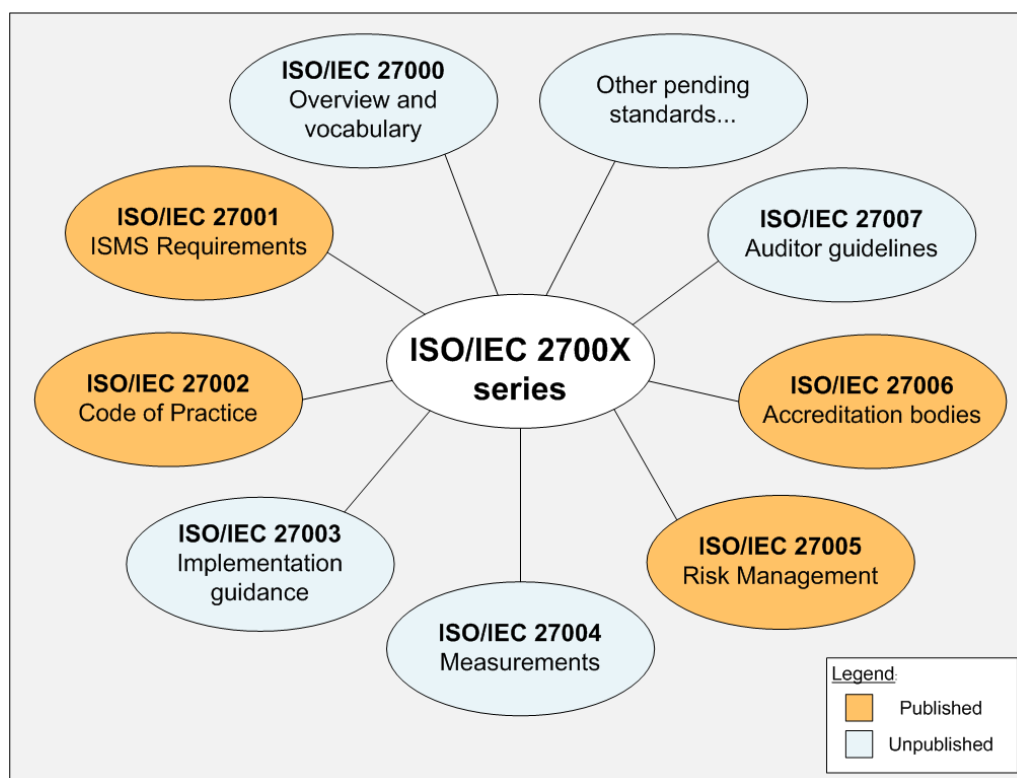 ISO/IEC 27000
Overview and
vocabulary
Other pending
standards...
ISO/IEC 27001
ISMS Requirements
ISO/IEC 27007
Auditor guidelines
ISO/IEC 2700X
series
ISO/IEC 27002
Code of Practice
ISO/IEC 27006
Accreditation bodies
ISO/IEC 27003
Implementation
guidance
ISO/IEC 27005
Risk Management
ISO/IEC 27004
Measurements
Legend:
Published
Unpublished